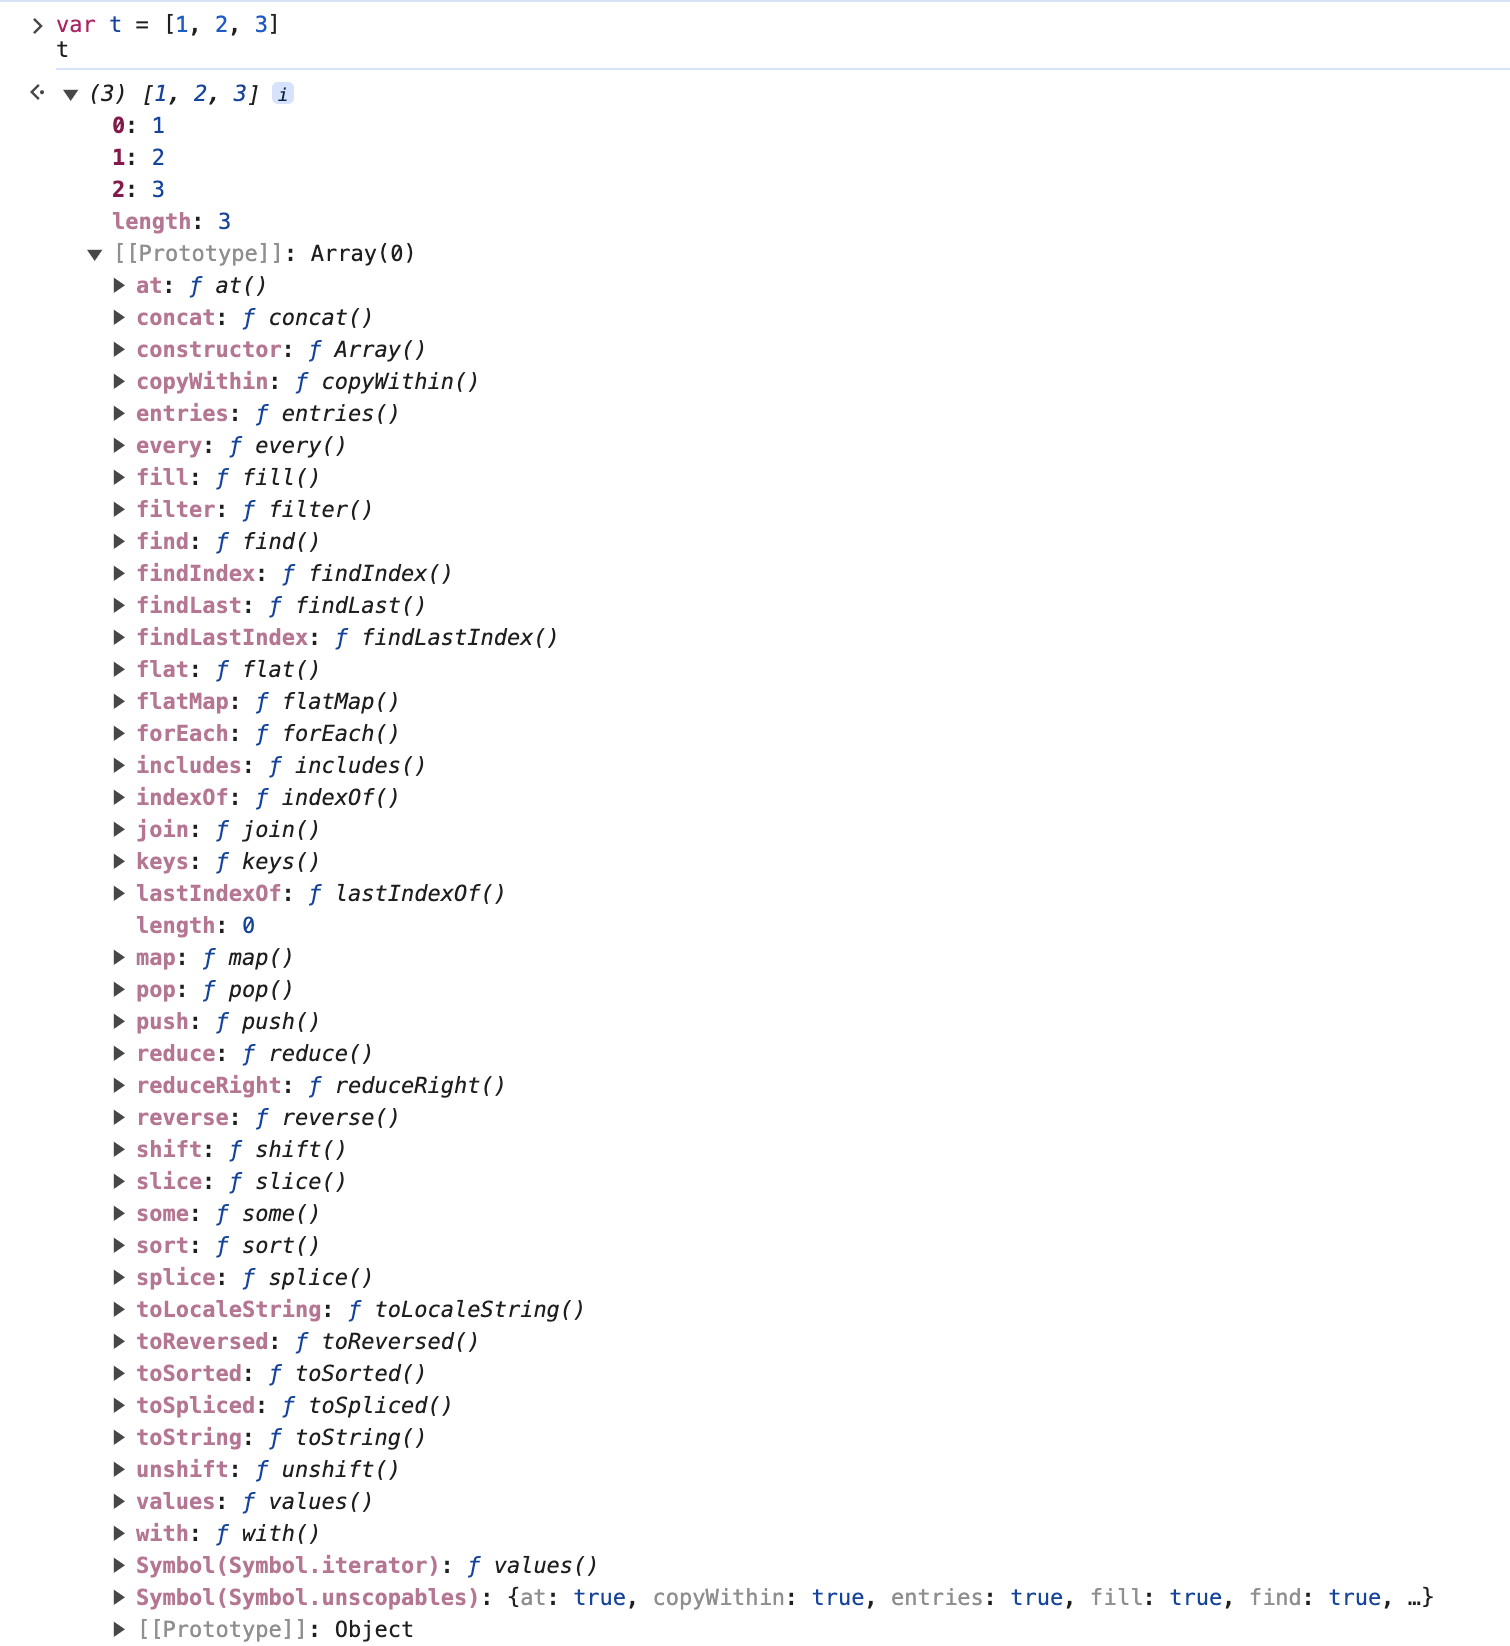 > var t = [1, 2, 3]
t
(3) [1, 2, 3] i
0: 1
1: 2
2: 3
length: 3
[[Prototype]]: Array(0)
at: ƒ at()
concat: ƒ concat()
constructor: ƒ Array()
copyWithin: ƒ copyWithin()
entries: ƒ entries()
every: ƒ every()
fill: ƒ fill()
filter: ƒ filter()
find: ƒ find()
findIndex: ƒ findIndex()
findLast: ƒ findLast()
findLastIndex: ƒ findLastIndex()
flat: ƒ flat()
flatMap: ƒ flatMap()
forEach: ƒ forEach()
includes: ƒ includes()
indexOf: ƒ indexOf()
join: ƒ join()
keys: ƒ keys()
lastIndexOf: ƒ lastIndexOf()
length: 0
map: ƒ map()
pop: ƒ pop()
push: ƒ push()
reduce: ƒ reduce()
reduceRight: ƒ reduceRight()
reverse: ƒ reverse()
shift: ƒ shift()
slice: ƒ slice()
some: ƒ some()
sort: ƒ sort()
splice: ƒ splice()
toLocaleString: ƒ toLocaleString()
toReversed: ƒ toReversed()
toSorted: ƒ toSorted()
toSpliced: ƒ toSpliced()
toString: ƒ toString()
unshift: ƒ unshift()
values: ƒ values()
with: ƒ with()
Symbol(Symbol.iterator): ƒ values()
Symbol(Symbol.unscopables): {at: true, copyWithin: true, entries: true, fill: true, find: true, …}
[[Prototype]]: Object